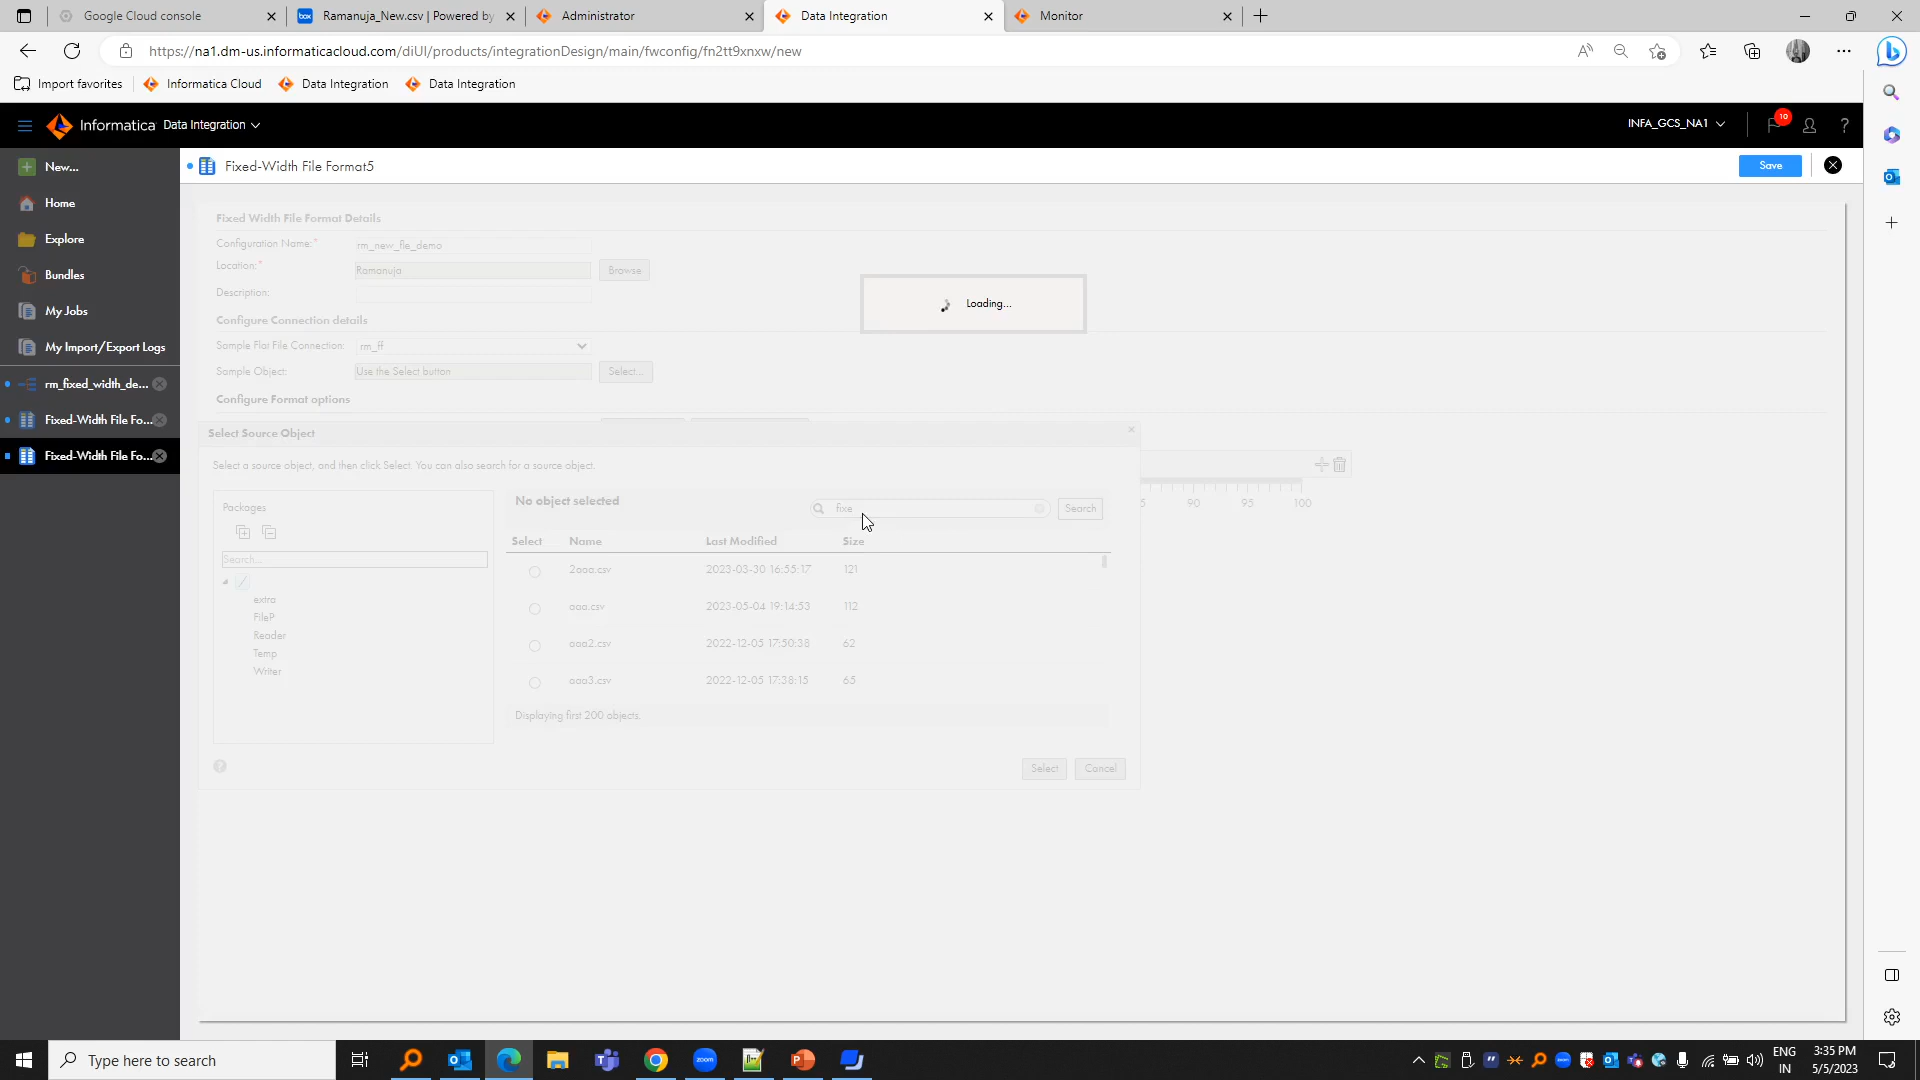 Google Cloud console
box Ramanuja_New.csv | Powered by
Administrator
Data Integration
Monitor
https://na1.dm-us.informaticacloud.com/diUI/products/integrationDesign/main/fwconfig/fn2tt9xnxw/new
Import favorites
Informatica Cloud
Data Integration
Data Integration
Informatica Data Integration
INFA_GCS_NA1
10
?
New...
Home
Explore
Bundles
My Jobs
My Import/Export Logs
rm_fixed_width_de...
Fixed-Width File Fo...
Fixed-Width File Fo...
Fixed-Width File Format5
Save
Fixed Width File Format Details
Configuration Name:* rm_new_fle_demo
Location:* Ramanuja Browse
Description:
Loading...
Configure Connection details
Sample Flat File Connection: rm_ff
Sample Object: Use the Select button Select...
Configure Format options
Select Source Object
Select a source object, and then click Select. You can also search for a source object.
Packages
Search...
extra
FileP
Reader
Temp
Writer
No object selected
fixe
Search
Select Name Last Modified Size
2aaa.csv 2023-03-30 16:55:17 121
aaa.csv 2023-05-04 19:14:53 112
aaa2.csv 2022-12-05 17:50:38 62
aaa3.csv 2022-12-05 17:38:15 65
Displaying first 200 objects.
?
Select
Cancel
5 90 95 100
Type here to search
zoom
ENG
IN
3:35 PM
5/5/2023